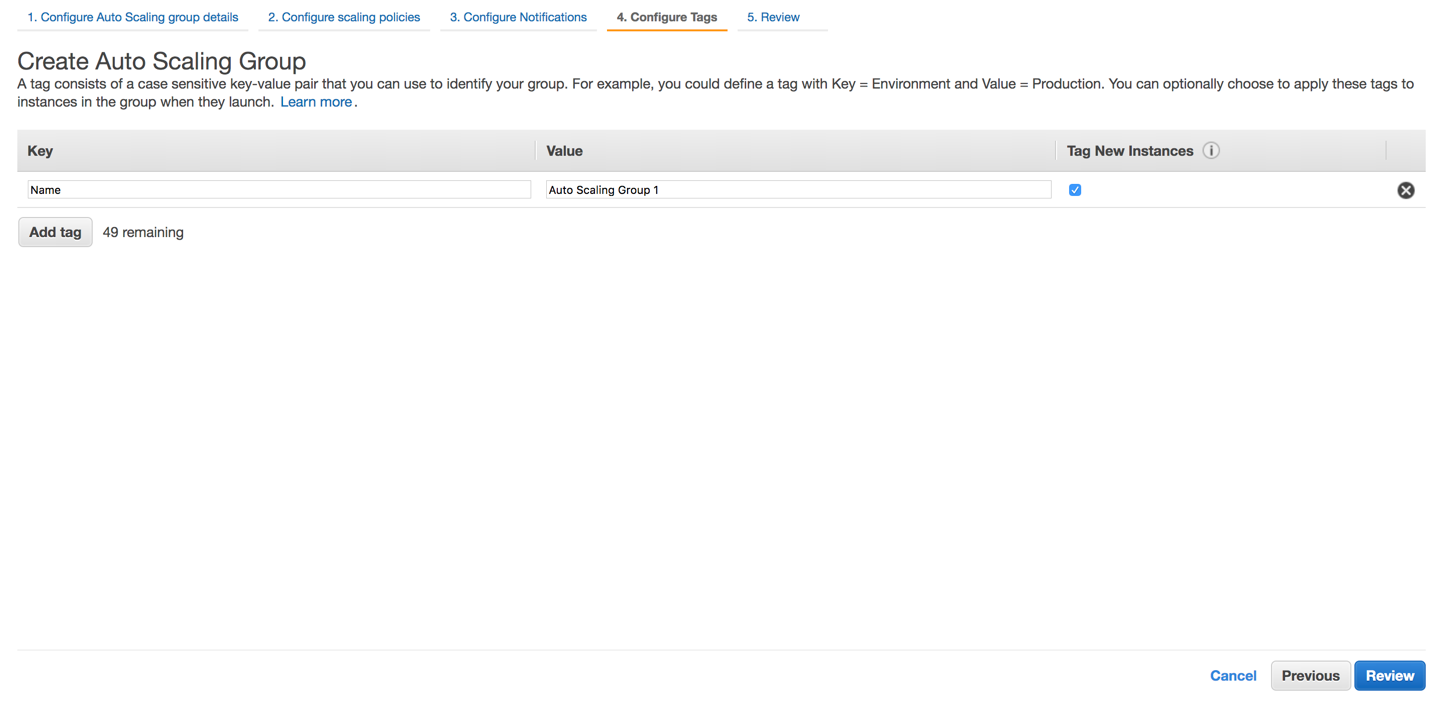 1. Configure Auto Scaling group details 2. Configure scaling policies 3. Configure Notifications 4. Configure Tags 5. Review
Create Auto Scaling Group
A tag consists of a case sensitive key-value pair that you can use to identify your group. For example, you could define a tag with Key = Environment and Value = Production. You can optionally choose to apply these tags to
instances in the group when they launch. Learn more.
Key Value Tag New Instances i
Name Auto Scaling Group 1
Add tag 49 remaining
Cancel Previous Review